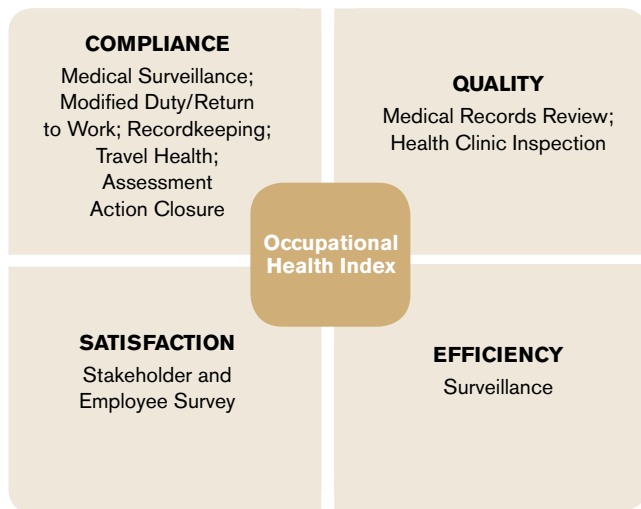 COMPLIANCE
Medical Surveillance;
Modified Duty/Return
to Work; Recordkeeping;
Travel Health;
Assessment
Action Closure
QUALITY
Medical Records Review;
Health Clinic Inspection
Occupational
Health Index
SATISFACTION
Stakeholder and
Employee Survey
EFFICIENCY
Surveillance